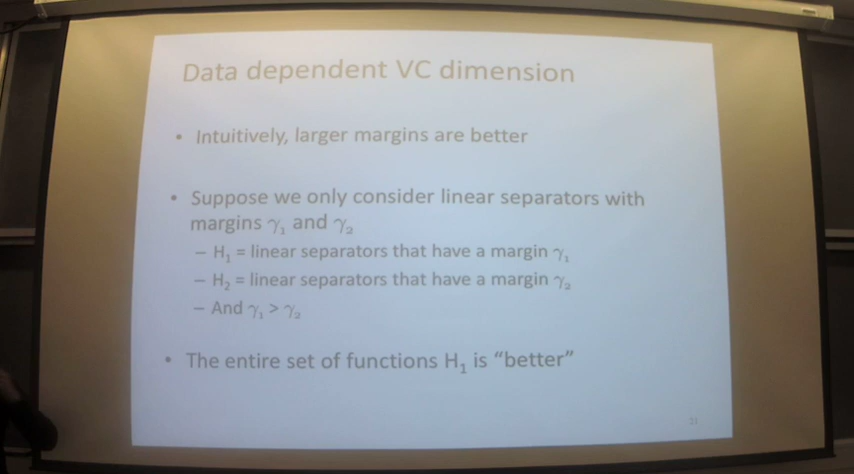 Data dependent VC dimension
• Intuitively, larger margins are better
• Suppose we only consider linear separators with
margins γ₁ and γ₂
– H₁ = linear separators that have a margin γ₁
– H₂ = linear separators that have a margin γ₂
– And γ₁ > γ₂
• The entire set of functions H₁ is “better”
21